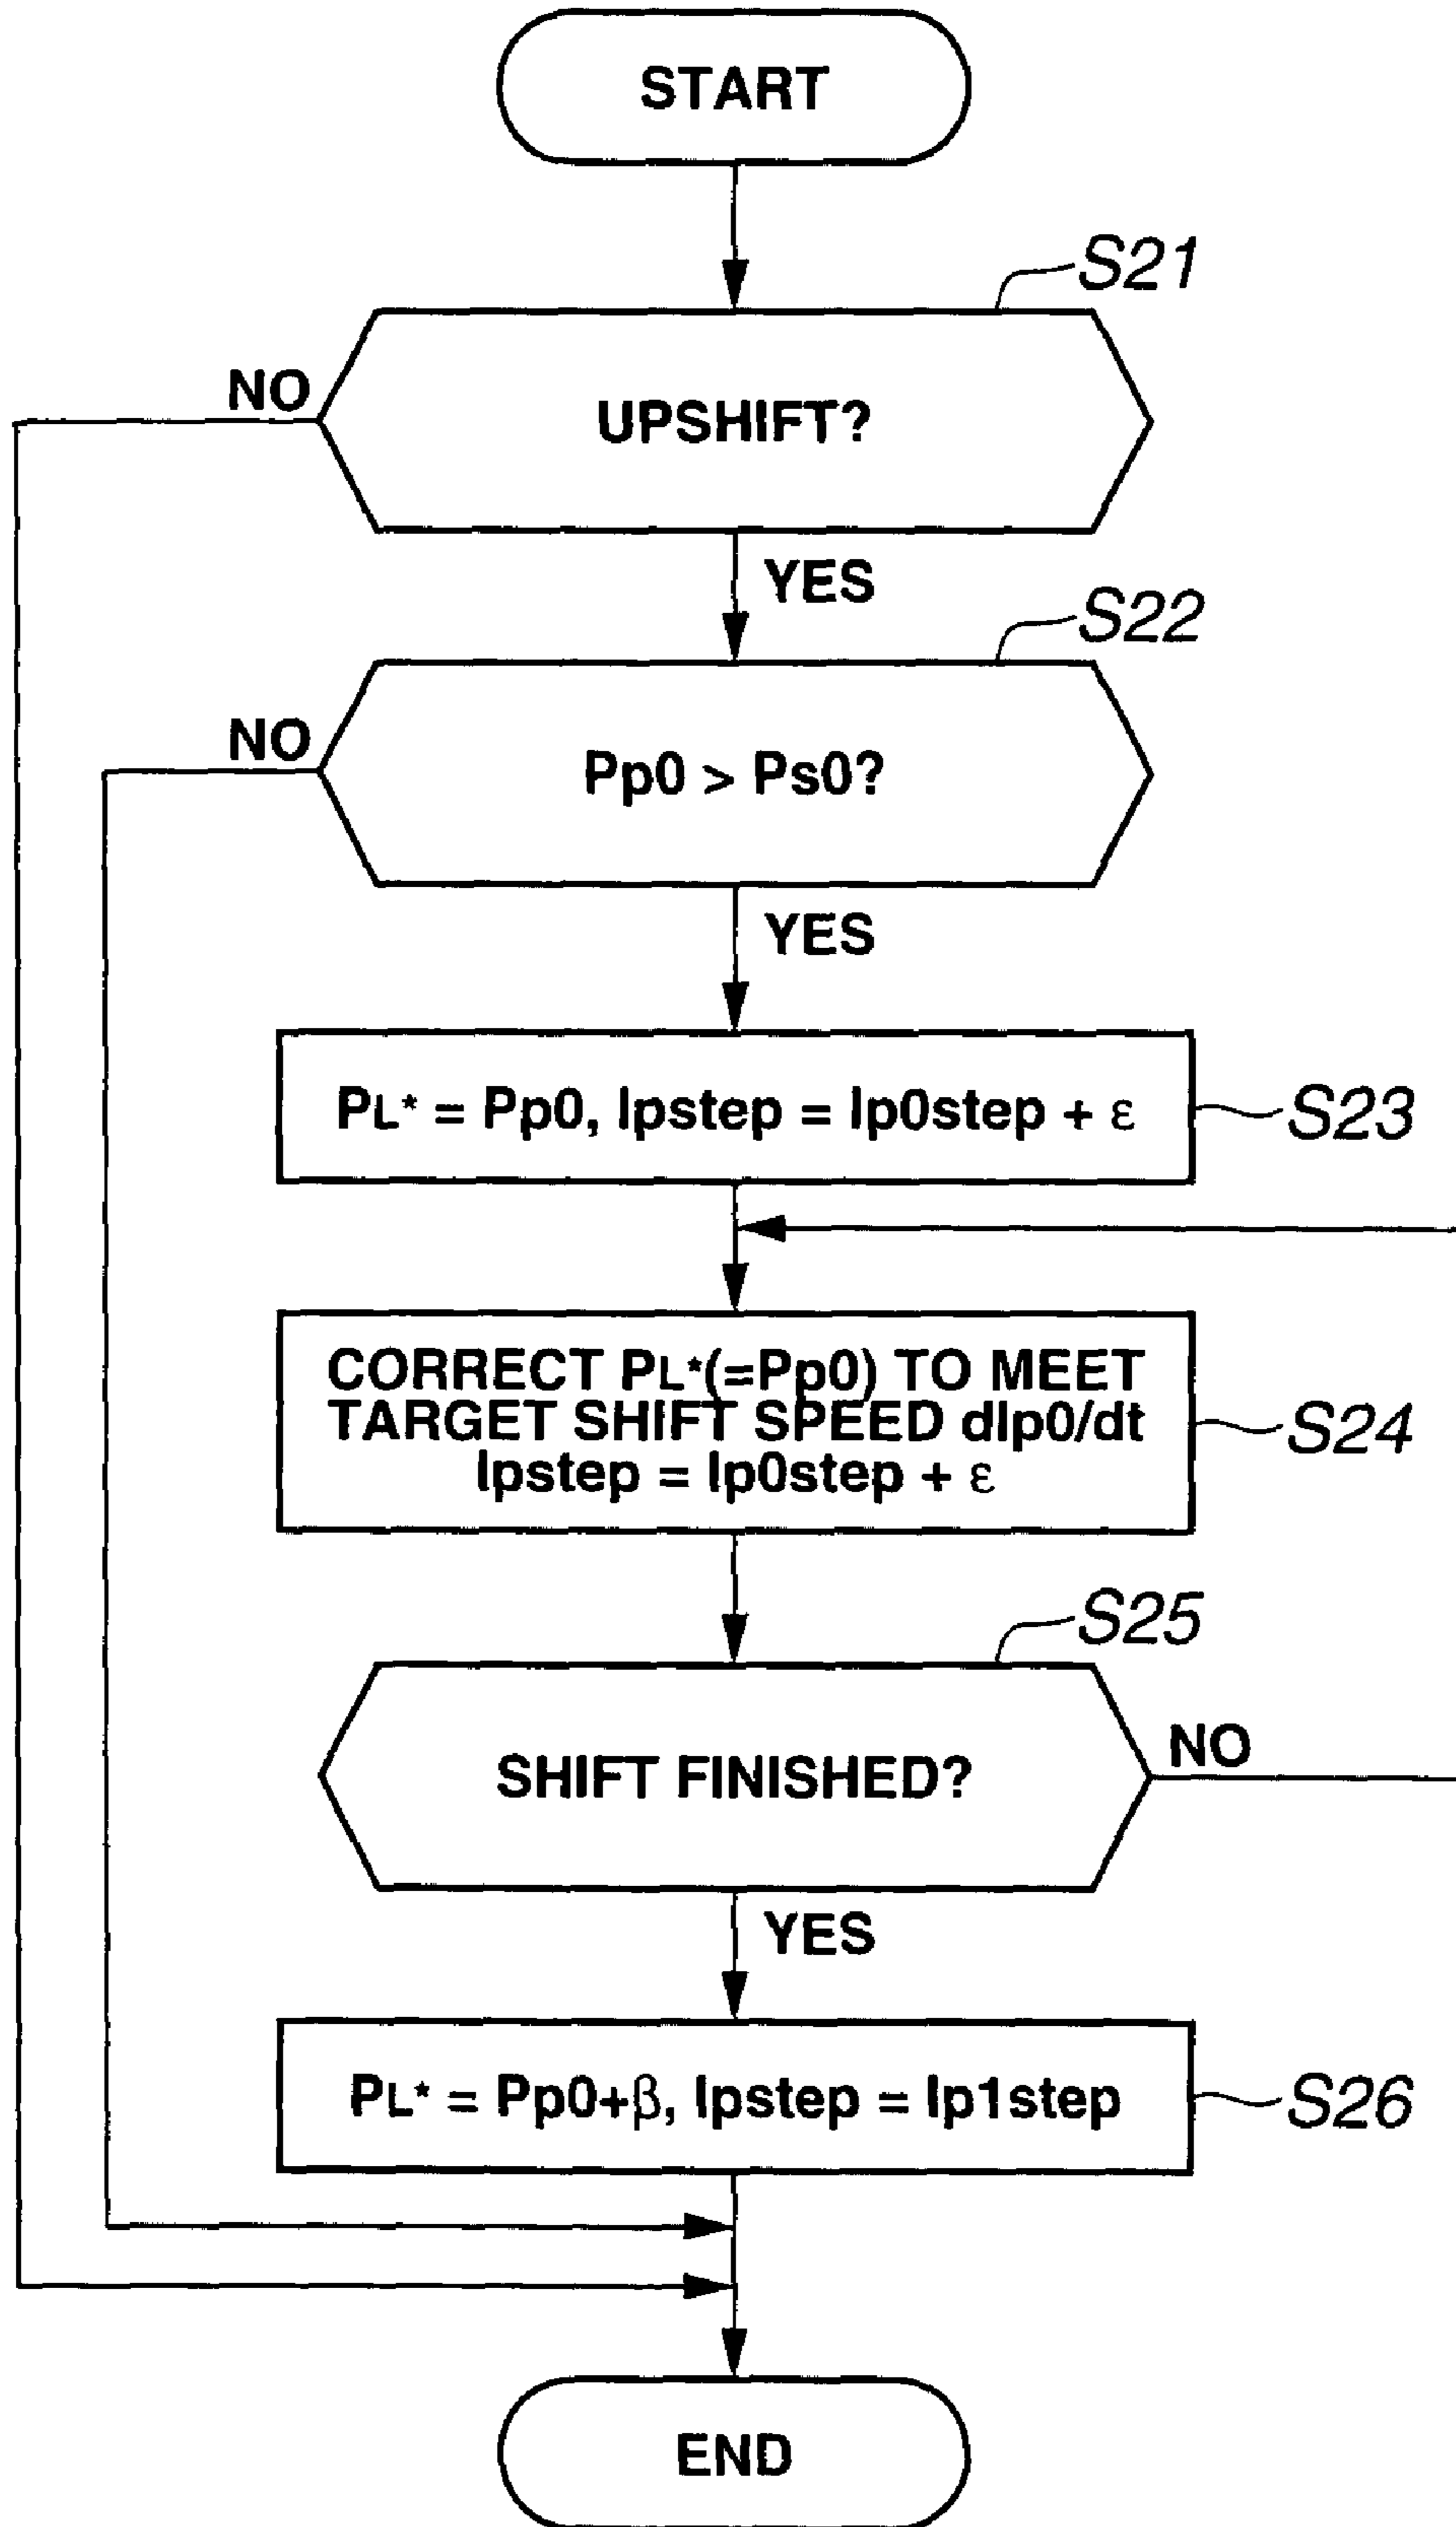 START
S21
NO
UPSHIFT?
YES
S22
NO
Pp0 > Ps0?
YES
PL* = Pp0, Ipstep = Ip0step + ε
S23
CORRECT PL*(=Pp0) TO MEET
TARGET SHIFT SPEED dIp0/dt
Ipstep = Ip0step + ε
S24
S25
SHIFT FINISHED?
NO
YES
PL* = Pp0+β, Ipstep = Ip1step
S26
END